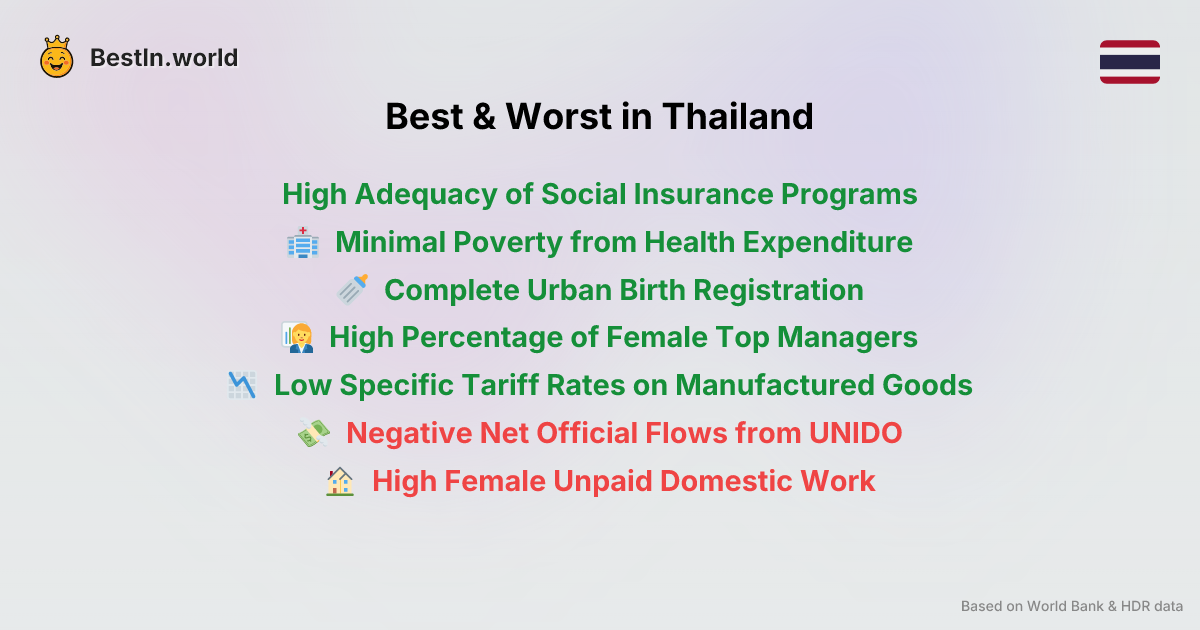 BestIn.world
Best & Worst in Thailand
High Adequacy of Social Insurance Programs
Minimal Poverty from Health Expenditure
Complete Urban Birth Registration
High Percentage of Female Top Managers
Low Specific Tariff Rates on Manufactured Goods
Negative Net Official Flows from UNIDO
High Female Unpaid Domestic Work
Based on World Bank & HDR data